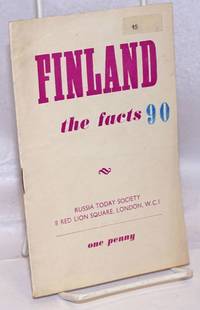 45
FINLAND
the facts 90
RUSSIA TODAY SOCIETY
8 RED LION SQUARE, LONDON, W.C.1
one penny